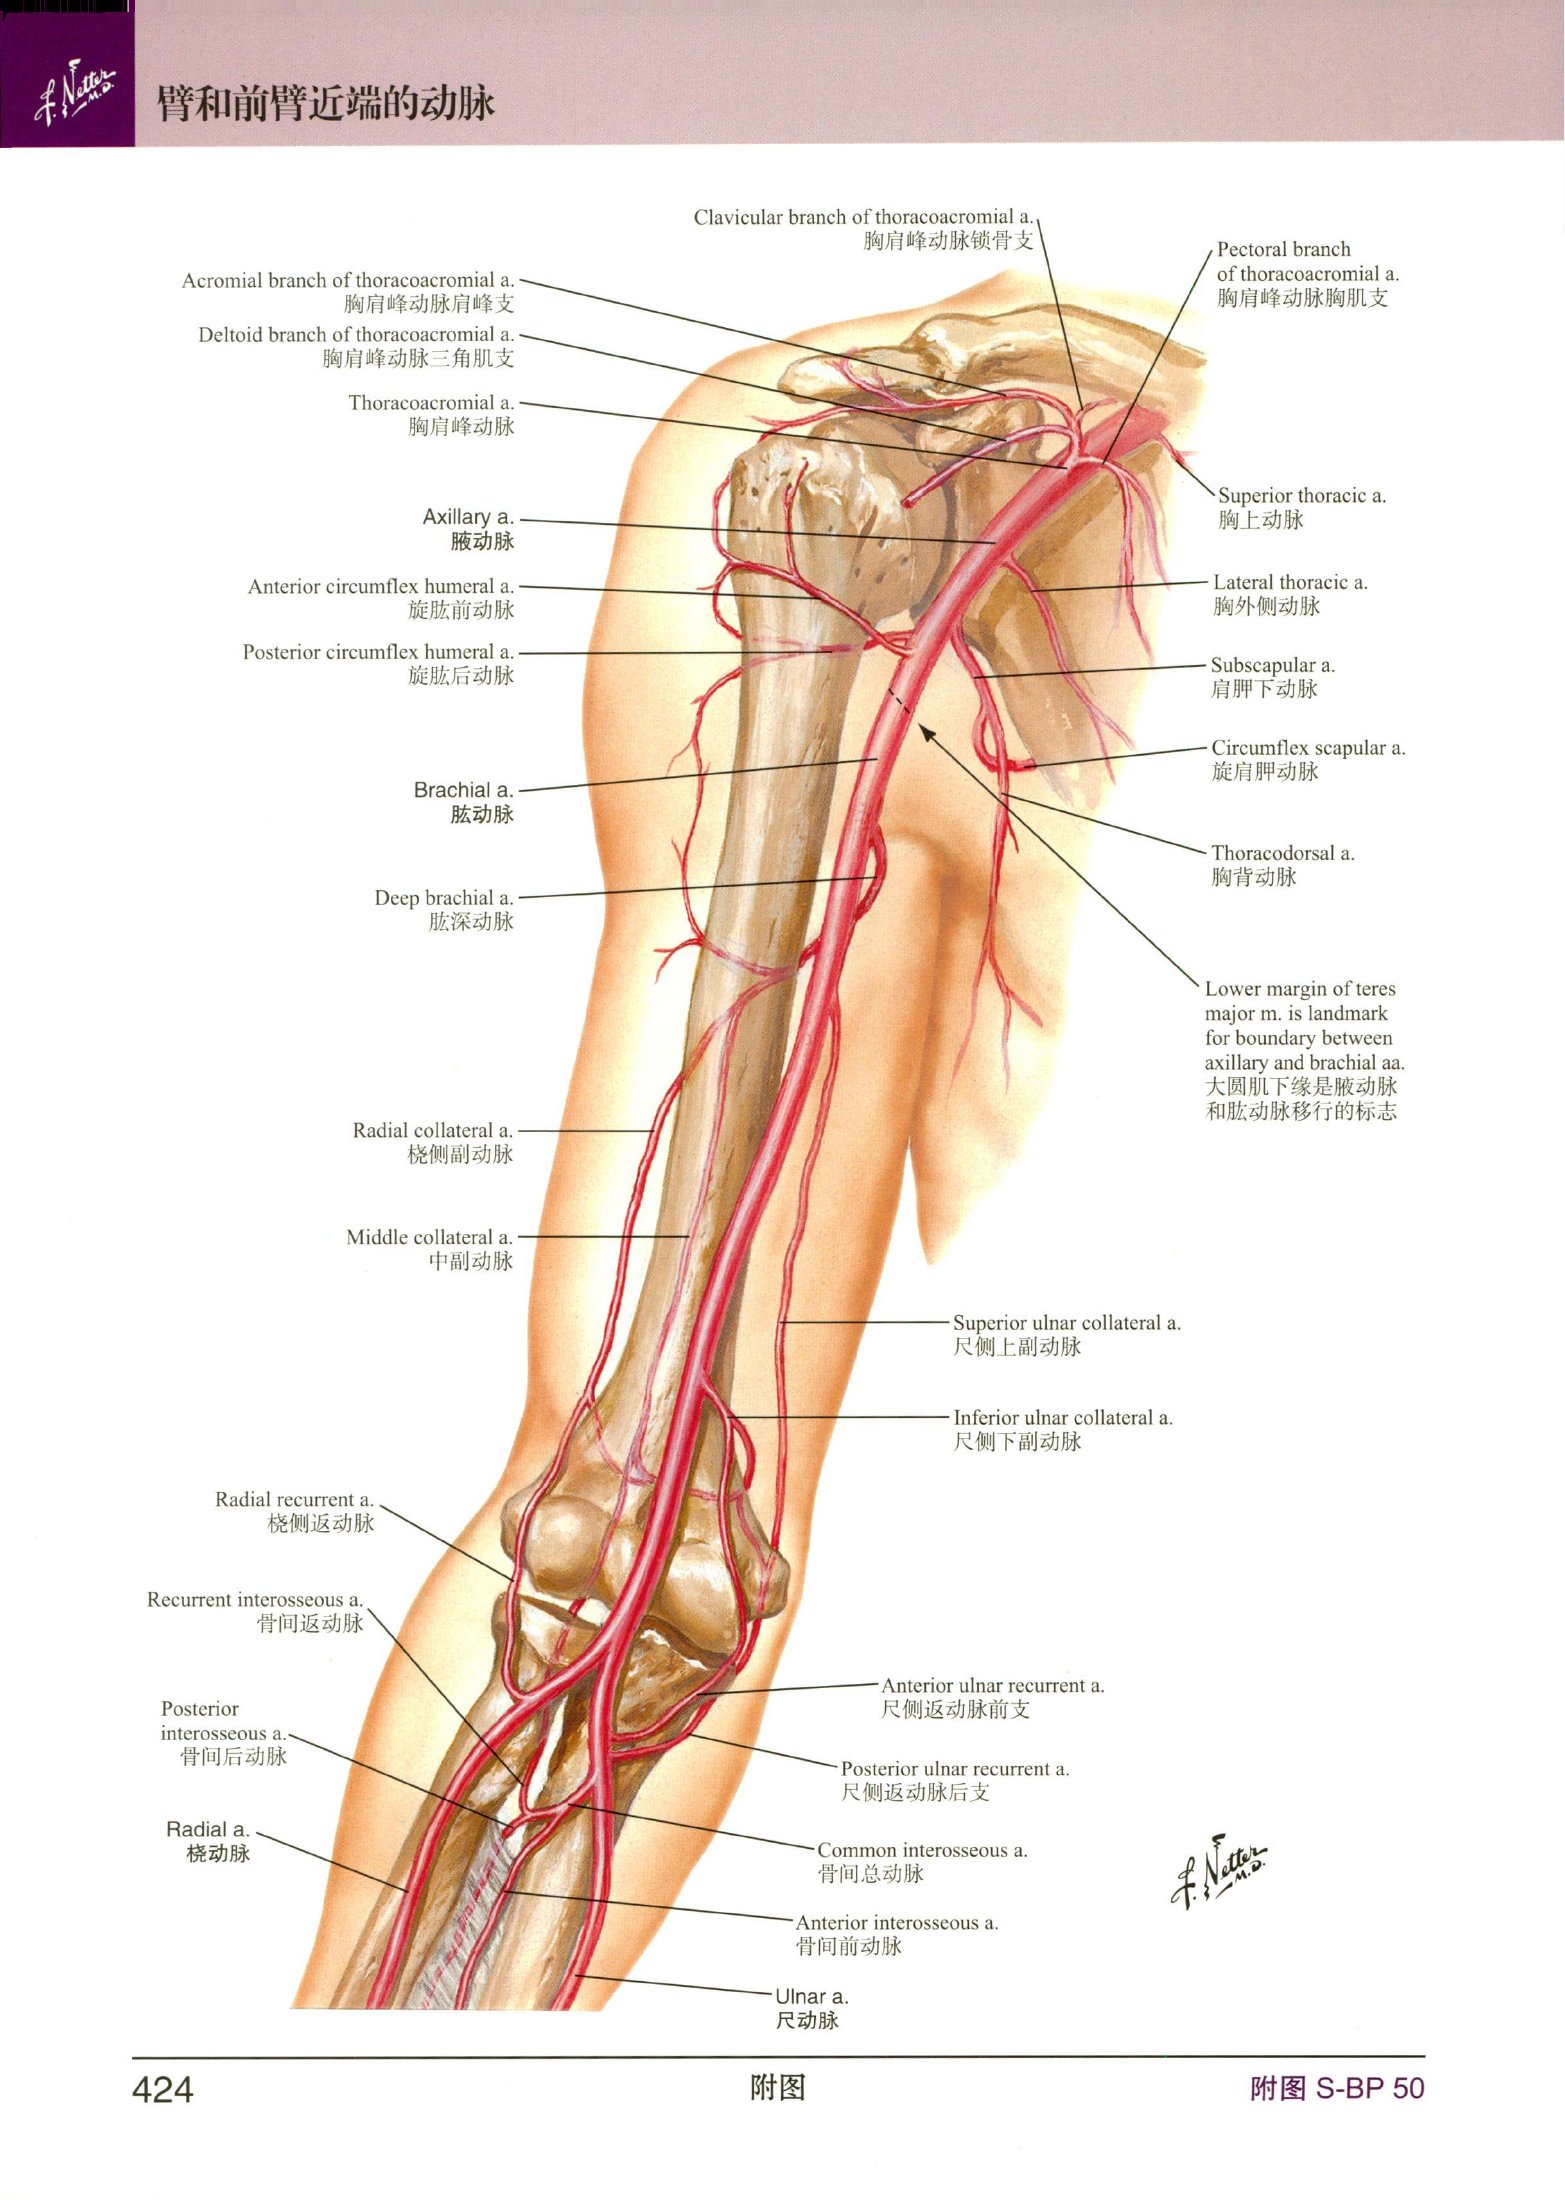 F. Netter M.D.
臂和前臂近端的动脉
Clavicular branch of thoracoacromial a.
胸肩峰动脉锁骨支
Pectoral branch
of thoracoacromial a.
胸肩峰动脉胸肌支
Acromial branch of thoracoacromial a.
胸肩峰动脉肩峰支
Deltoid branch of thoracoacromial a.
胸肩峰动脉三角肌支
Thoracoacromial a.
胸肩峰动脉
Superior thoracic a.
胸上动脉
Axillary a.
腋动脉
Anterior circumflex humeral a.
旋肱前动脉
Lateral thoracic a.
胸外侧动脉
Posterior circumflex humeral a.
旋肱后动脉
Subscapular a.
肩胛下动脉
Circumflex scapular a.
旋肩胛动脉
Brachial a.
肱动脉
Thoracodorsal a.
胸背动脉
Deep brachial a.
肱深动脉
Lower margin of teres
major m. is landmark
for boundary between
axillary and brachial aa.
大圆肌下缘是腋动脉
和肱动脉移行的标志
Radial collateral a.
桡侧副动脉
Middle collateral a.
中副动脉
Superior ulnar collateral a.
尺侧上副动脉
Inferior ulnar collateral a.
尺侧下副动脉
Radial recurrent a.
桡侧返动脉
Recurrent interosseous a.
骨间返动脉
Anterior ulnar recurrent a.
尺侧返动脉前支
Posterior
interosseous a.
骨间后动脉
Posterior ulnar recurrent a.
尺侧返动脉后支
Radial a.
桡动脉
Common interosseous a.
骨间总动脉
Anterior interosseous a.
骨间前动脉
Ulnar a.
尺动脉
F. Netter M.D.
424
附图
附图 S-BP 50